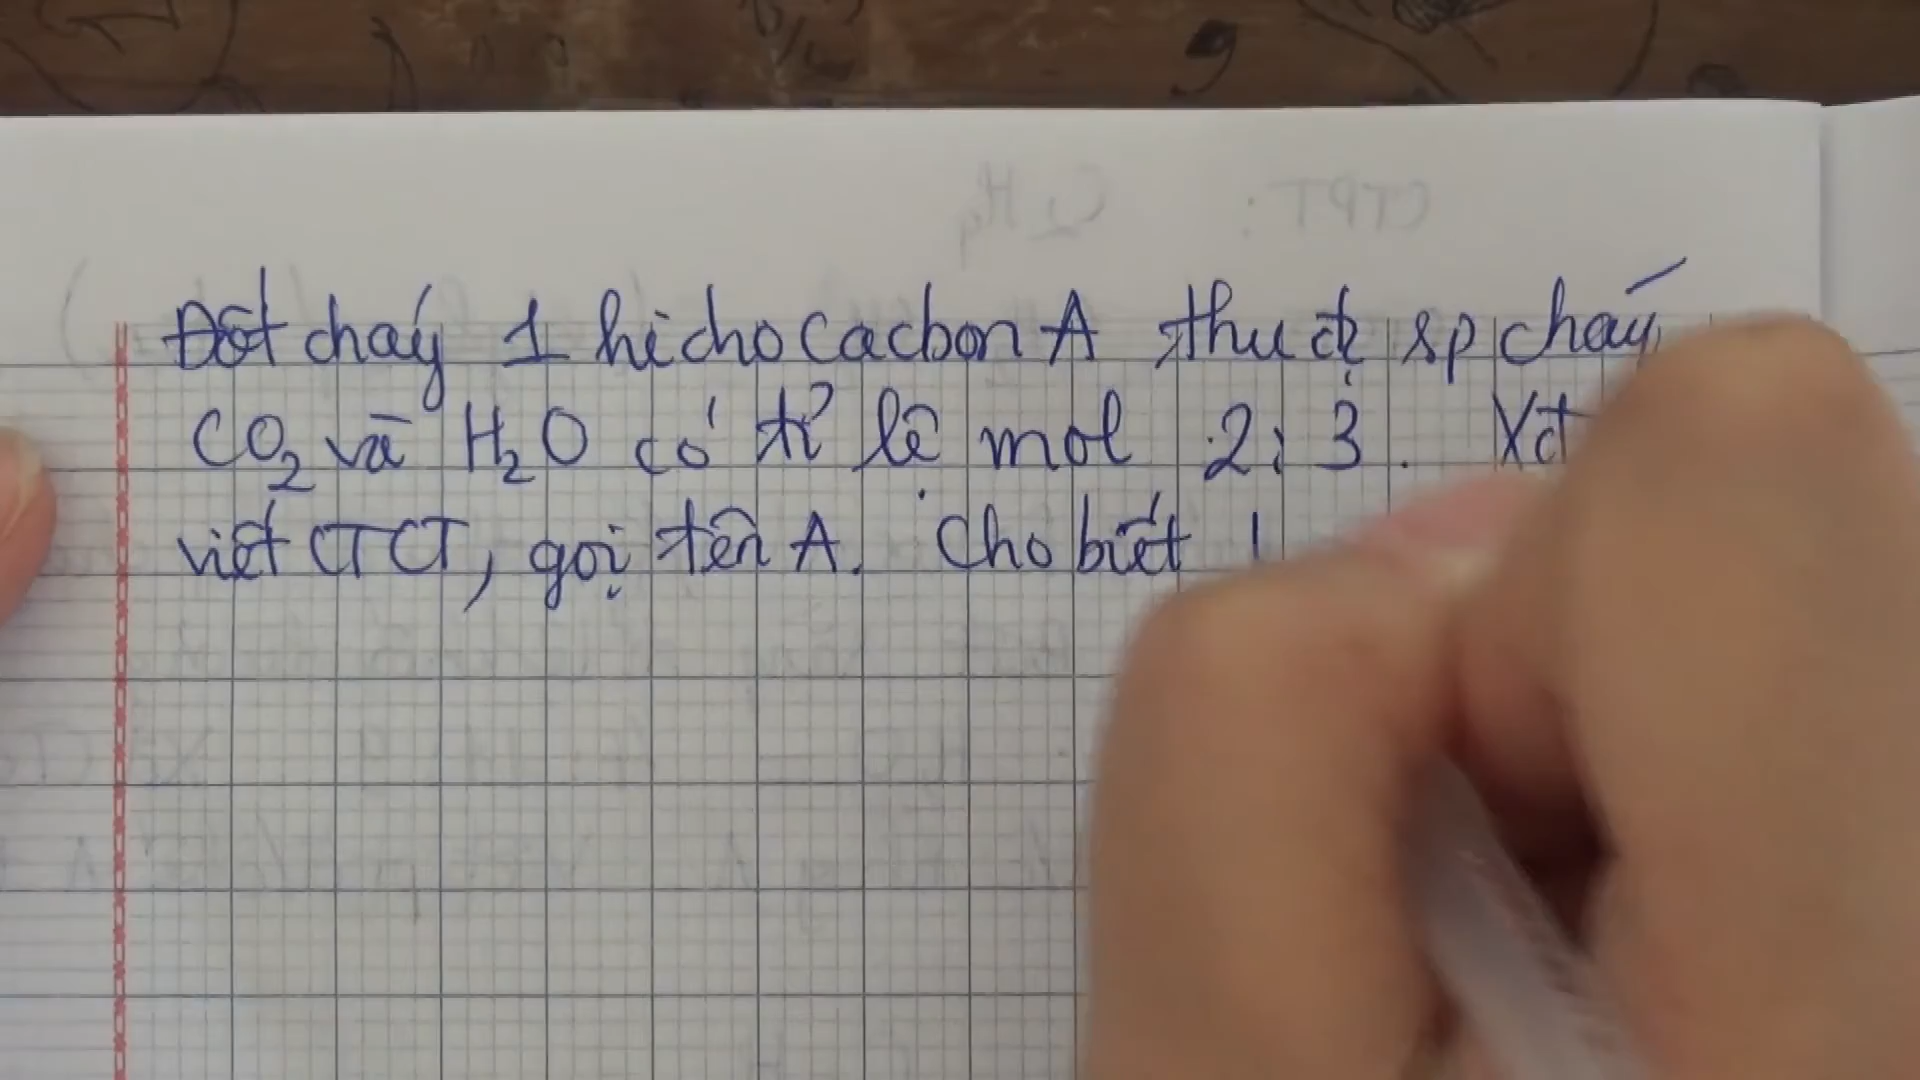 Đốt cháy 1 hidrocacbon A thu đc sp cháy
CO2 và H2O có tỉ lệ mol 2:3. Xđ
viết CTCT, gọi tên A. Cho biết